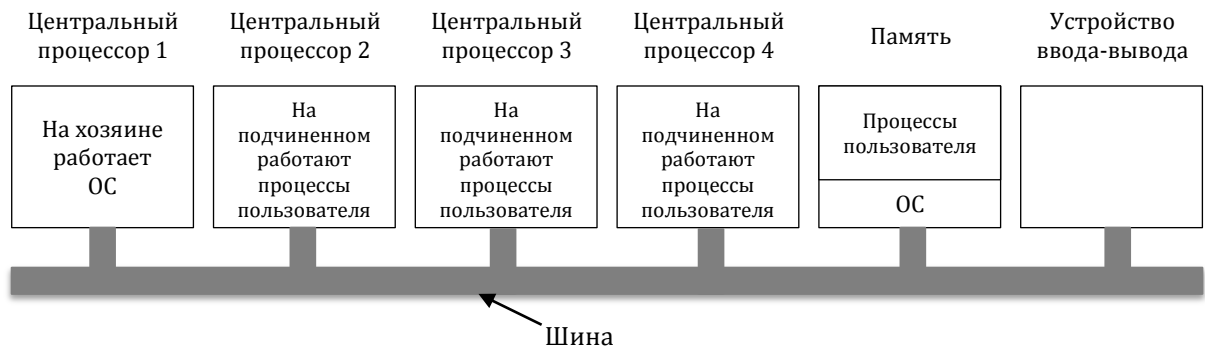 Центральный
процессор 1
Центральный
процессор 2
Центральный
процессор 3
Центральный
процессор 4
Память
Устройство
ввода-вывода
На хозяине
работает
ОС
На
подчиненном
работают
процессы
пользователя
На
подчиненном
работают
процессы
пользователя
На
подчиненном
работают
процессы
пользователя
Процессы
пользователя
ОС
Шина